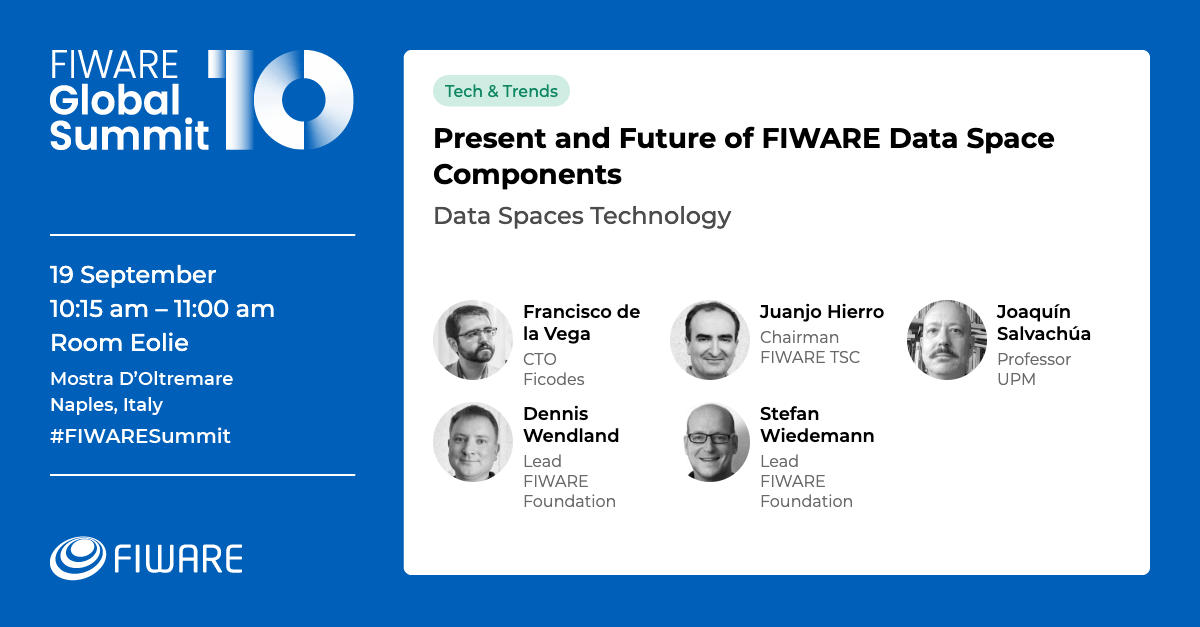 FIWARE
Global
Summit
10
19 September
10:15 am – 11:00 am
Room Eolie
Mostra D’Oltremare
Naples, Italy
#FIWARESummit
FIWARE
Tech & Trends
Present and Future of FIWARE Data Space
Components
Data Spaces Technology
Francisco de
la Vega
CTO
Ficodes
Juanjo Hierro
Chairman
FIWARE TSC
Joaquín
Salvachúa
Professor
UPM
Dennis
Wendland
Lead
FIWARE
Foundation
Stefan
Wiedemann
Lead
FIWARE
Foundation